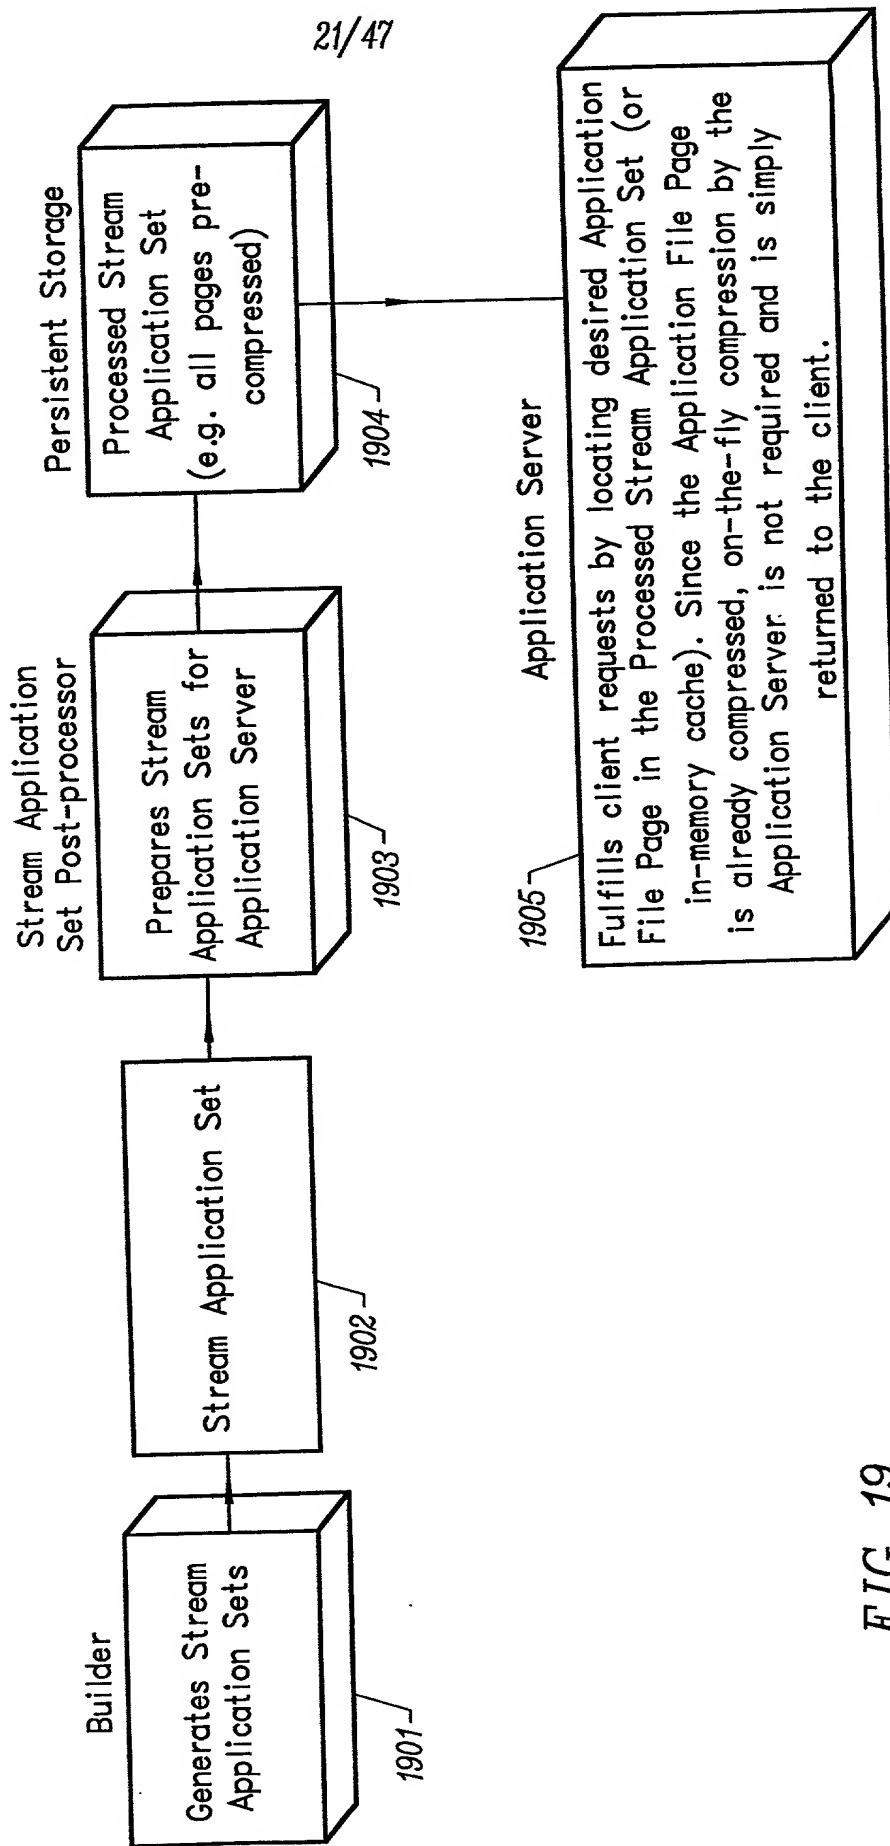 21/47
Builder
Generates Stream
Application Sets
1901
Stream Application Set
1902
Stream Application
Set Post-processor
Prepares Stream
Application Sets for
Application Server
1903
Persistent Storage
Processed Stream
Application Set
(e.g. all pages pre-
compressed)
1904
Application Server
1905
Fulfills client requests by locating desired Application
File Page in the Processed Stream Application Set (or
in-memory cache). Since the Application File Page
is already compressed, on-the-fly compression by the
Application Server is not required and is simply
returned to the client.
FIG. 19